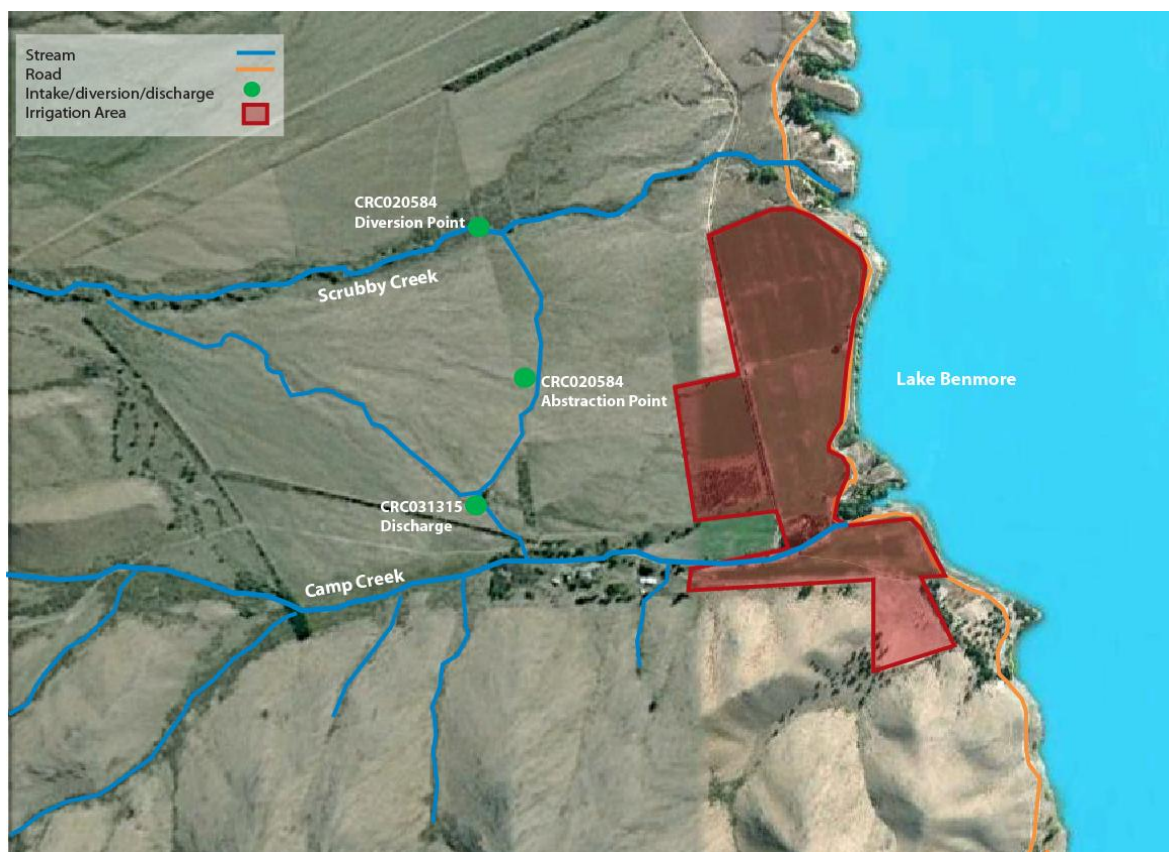 Stream
Road
Intake/diversion/discharge
Irrigation Area
CRC020584
Diversion Point
Scrubby Creek
CRC020584
Abstraction Point
Lake Benmore
CRC031315
Discharge
Camp Creek